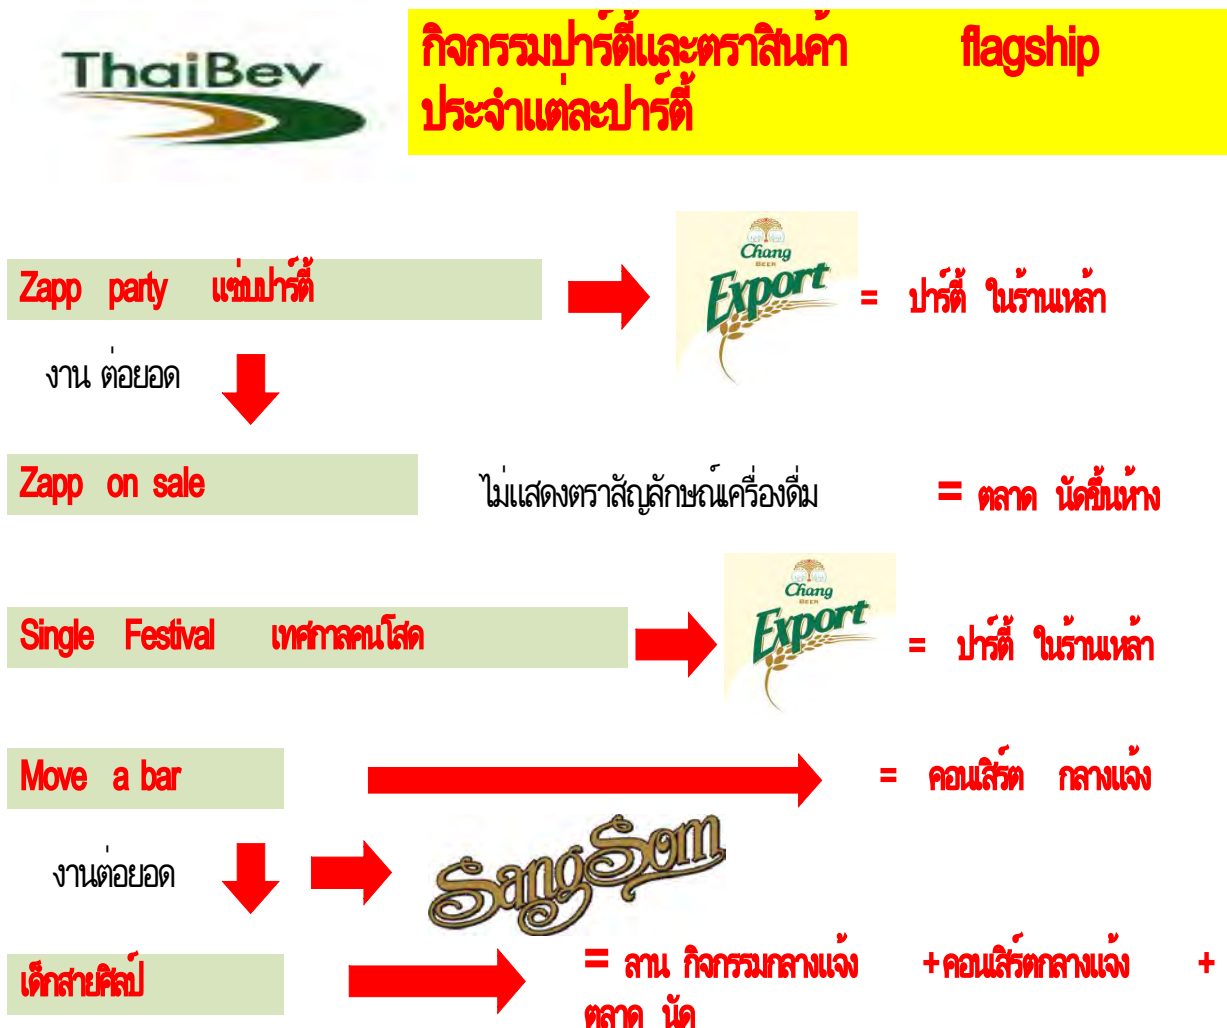 ThaiBev
กิจกรรมปาร์ตี้และตราสินค้า flagship
ประจำแต่ละปาร์ตี้
Chang
BEER
Export
Zapp party แซ่บปาร์ตี้
= ปาร์ตี้ ในร้านเหล้า
งาน ต่อยอด
Zapp on sale
ไม่แสดงตราสัญลักษณ์เครื่องดื่ม
= ตลาด นัดขึ้นห้าง
Chang
BEER
Export
Single Festival เทศกาลคนโสด
= ปาร์ตี้ ในร้านเหล้า
Move a bar
= คอนเสิร์ต กลางแจ้ง
งานต่อยอด
SangSom
เด็กสายศิลป์
= ลาน กิจกรรมกลางแจ้ง +คอนเสิร์ตกลางแจ้ง +
ตลาด นัด